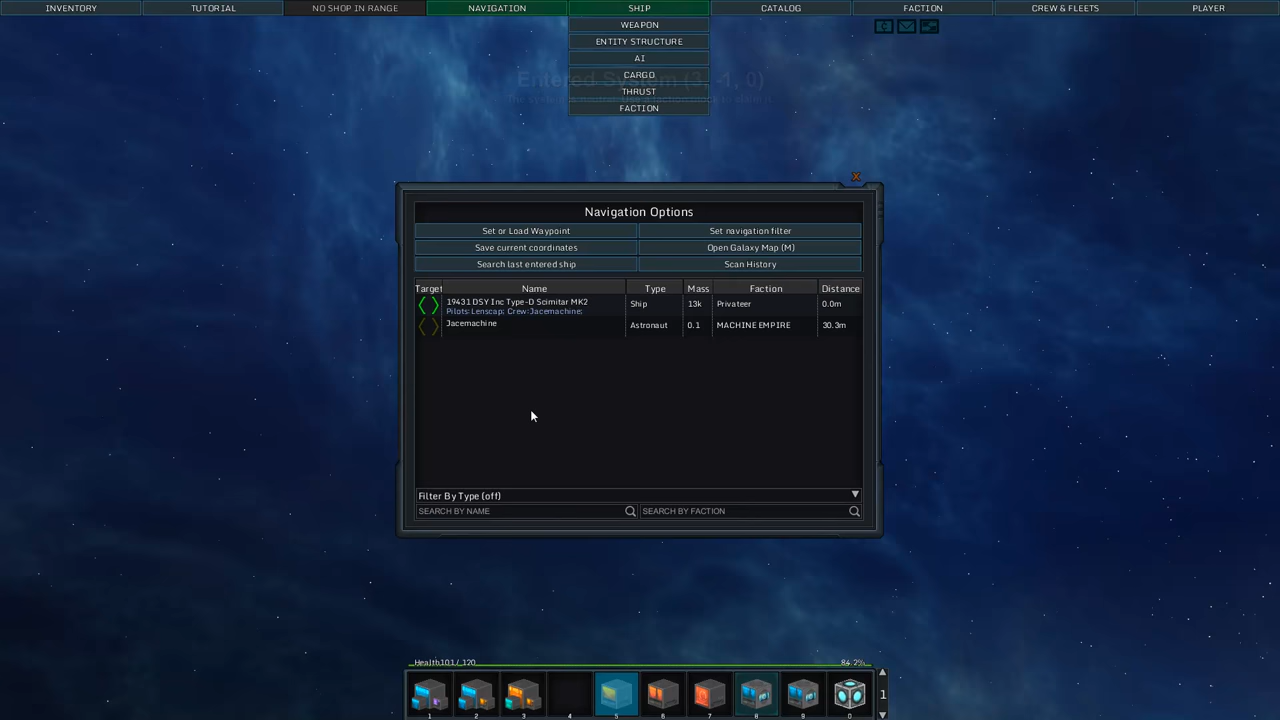 INVENTORY TUTORIAL NO SHOP IN RANGE NAVIGATION SHIP CATALOG FACTION CREW & FLEETS PLAYER
WEAPON
ENTITY STRUCTURE
AI
CARGO
Entered System (3, -1, 0)
THRUST
FACTION
Navigation Options
Set or Load Waypoint Set navigation filter
Save current coordinates Open Galaxy Map (M)
Search last entered ship Scan History
Target Name Type Mass Faction Distance
19431 DSY Inc Type-D Scimitar MK2 Ship 13k Privateer 0.0m
Pilots: Lenscap; Crew:Jacemachine;
Jacemachine Astronaut 0.1 MACHINE EMPIRE 30.3m
Filter By Type (off)
SEARCH BY NAME SEARCH BY FACTION
Health101 / 120 84.2%
1
1 2 3 4 5 6 7 8 9 0